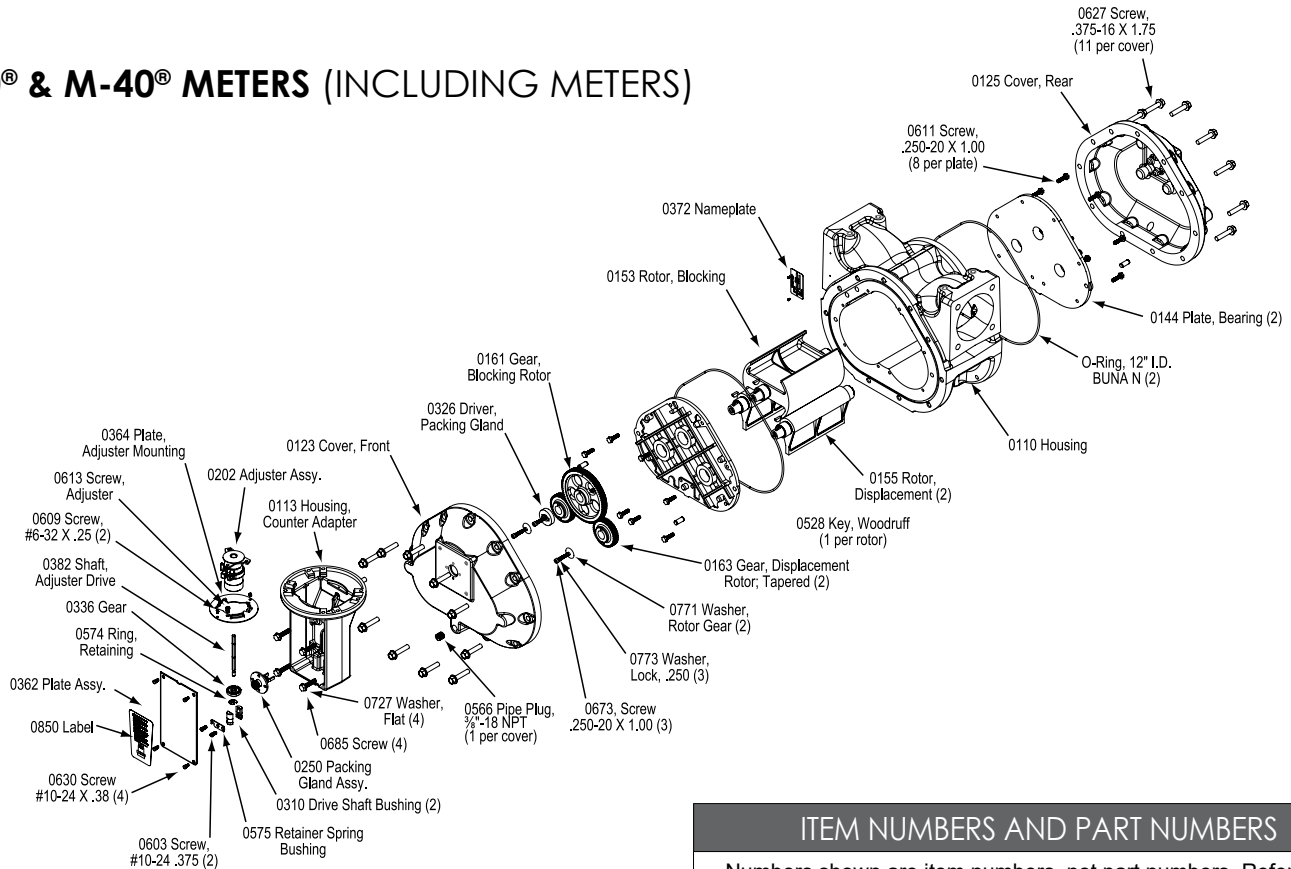 ® & M-40® METERS (INCLUDING METERS)
0627 Screw,
.375-16 X 1.75
(11 per cover)
0125 Cover, Rear
0611 Screw,
.250-20 X 1.00
(8 per plate)
0372 Nameplate
0153 Rotor, Blocking
0144 Plate, Bearing (2)
O-Ring, 12" I.D.
BUNA N (2)
0161 Gear,
Blocking Rotor
0326 Driver,
Packing Gland
0110 Housing
0364 Plate,
Adjuster Mounting
0123 Cover, Front
0202 Adjuster Assy.
0155 Rotor,
Displacement (2)
0613 Screw,
Adjuster
0113 Housing,
Counter Adapter
0609 Screw,
#6-32 X .25 (2)
0528 Key, Woodruff
(1 per rotor)
0382 Shaft,
Adjuster Drive
0163 Gear, Displacement
Rotor; Tapered (2)
0336 Gear
0771 Washer,
Rotor Gear (2)
0574 Ring,
Retaining
0773 Washer,
Lock, .250 (3)
0362 Plate Assy.
0727 Washer,
Flat (4)
0566 Pipe Plug,
⅜"-18 NPT
(1 per cover)
0673, Screw
.250-20 X 1.00 (3)
0850 Label
0685 Screw (4)
0250 Packing
Gland Assy.
0630 Screw
#10-24 X .38 (4)
0310 Drive Shaft Bushing (2)
0575 Retainer Spring
Bushing
0603 Screw,
#10-24 .375 (2)
ITEM NUMBERS AND PART NUMBERS
Numbers shown are item numbers, not part numbers. Refer